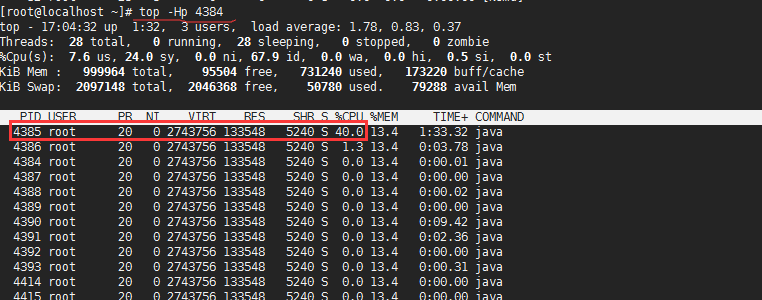 [root@localhost ~]# top -Hp 4384
top - 17:04:32 up  1:32,  3 users,  load average: 1.78, 0.83, 0.37
Threads:  28 total,   0 running,  28 sleeping,   0 stopped,   0 zombie
%Cpu(s):  7.6 us, 24.0 sy,  0.0 ni, 67.9 id,  0.0 wa,  0.0 hi,  0.5 si,  0.0 st
KiB Mem :   999964 total,    95504 free,   731240 used,   173220 buff/cache
KiB Swap:  2097148 total,  2046368 free,    50780 used.    79288 avail Mem
PID USER      PR  NI    VIRT    RES    SHR S %CPU %MEM     TIME+ COMMAND
4385 root      20   0 2743756 133548   5240 S 40.0 13.4   1:33.32 java
4386 root      20   0 2743756 133548   5240 S  1.3 13.4   0:03.78 java
4384 root      20   0 2743756 133548   5240 S  0.0 13.4   0:00.01 java
4387 root      20   0 2743756 133548   5240 S  0.0 13.4   0:00.00 java
4388 root      20   0 2743756 133548   5240 S  0.0 13.4   0:00.02 java
4389 root      20   0 2743756 133548   5240 S  0.0 13.4   0:00.00 java
4390 root      20   0 2743756 133548   5240 S  0.0 13.4   0:09.42 java
4391 root      20   0 2743756 133548   5240 S  0.0 13.4   0:02.36 java
4392 root      20   0 2743756 133548   5240 S  0.0 13.4   0:00.00 java
4393 root      20   0 2743756 133548   5240 S  0.0 13.4   0:00.31 java
4414 root      20   0 2743756 133548   5240 S  0.0 13.4   0:00.00 java
4415 root      20   0 2743756 133548   5240 S  0.0 13.4   0:00.00 java